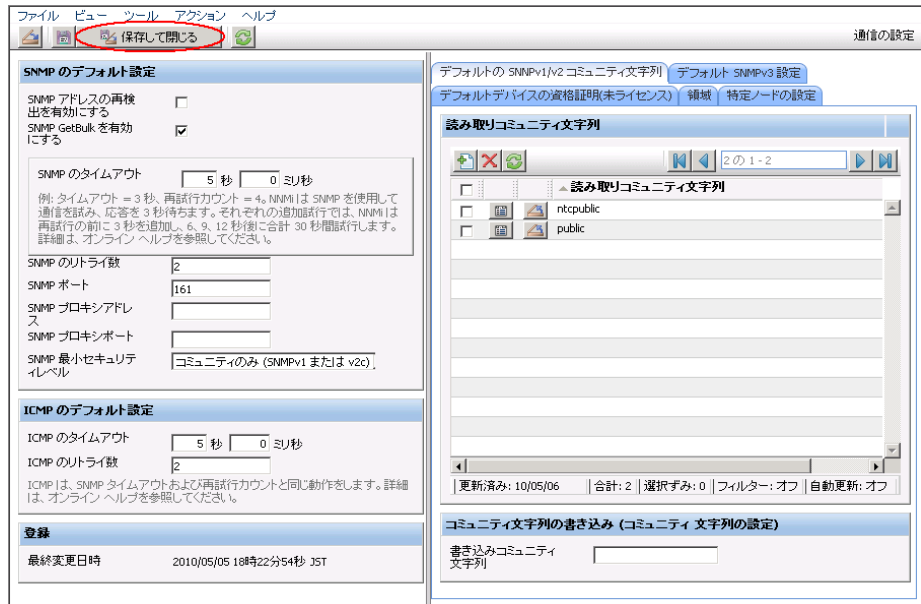 ファイル ビュー ツール アクション ヘルプ
保存して閉じる
通信の設定
SNMP のデフォルト設定
SNMP アドレスの再検
出を有効にする
SNMP GetBulk を有効
にする
SNMP のタイムアウト 5 秒 0 ミリ秒
例: タイムアウト = 3 秒、再試行カウント = 4。NNMi は SNMP を使用して
通信を試み、応答を 3 秒待ちます。それぞれの追加試行では、NNMi は
再試行の前に 3 秒を追加し、6、9、12 秒後に合計 30 秒間試行します。
詳細は、オンライン ヘルプを参照してください。
SNMP のリトライ数 2
SNMP ポート 161
SNMP プロキシアドレ
ス
SNMP プロキシポート
SNMP 最小セキュリテ
ィレベル
コミュニティのみ (SNMPv1 または v2c)
ICMP のデフォルト設定
ICMP のタイムアウト 5 秒 0 ミリ秒
ICMP のリトライ数 2
ICMP は、SNMP タイムアウトおよび再試行カウントと同じ動作をします。詳細
は、オンライン ヘルプを参照してください。
登録
最終変更日時 2010/05/05 18時22分54秒 JST
デフォルトの SNNPv1/v2 コミュニティ文字列 デフォルト SNMPv3 設定
デフォルトデバイスの資格証明(未ライセンス) 領域 特定ノードの設定
読み取りコミュニティ文字列
2 の 1 - 2
読み取りコミュニティ文字列
ntcpublic
public
更新済み: 10/05/06 合計: 2 選択ずみ: 0 フィルター: オフ 自動更新: オフ
コミュニティ文字列の書き込み (コミュニティ 文字列の設定)
書き込みコミュニティ
文字列